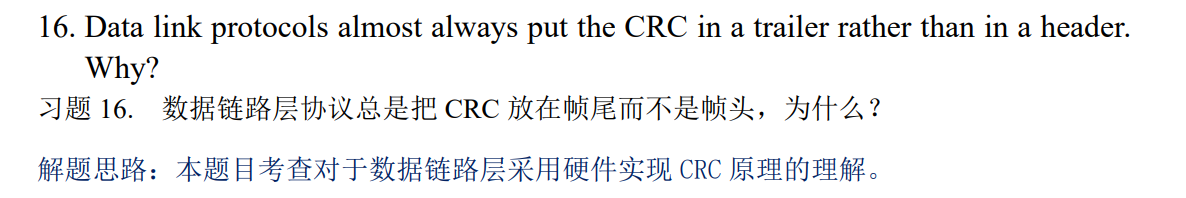 16. Data link protocols almost always put the CRC in a trailer rather than in a header.
Why?
习题 16. 数据链路层协议总是把 CRC 放在帧尾而不是帧头，为什么？
解题思路：本题目考查对于数据链路层采用硬件实现 CRC 原理的理解。